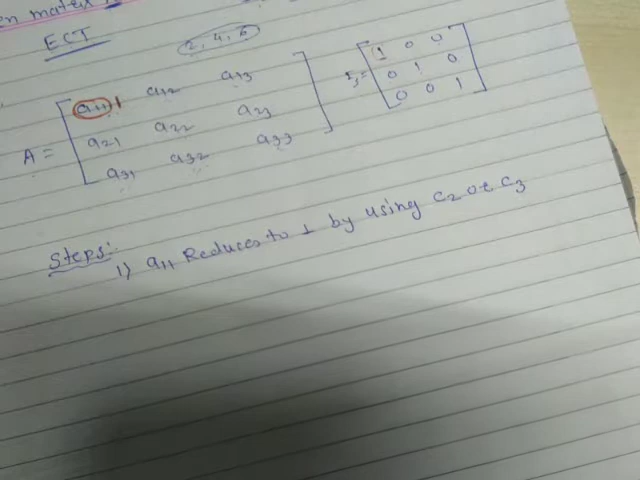 en matrix
ECT
2, 4, 6
A = [ a11 a12 a13
a21 a22 a23
a31 a32 a33 ]
I3 = [ 1 0 0
0 1 0
0 0 1 ]
Steps:
1) a11 Reduces to 1 by using C2 or C3